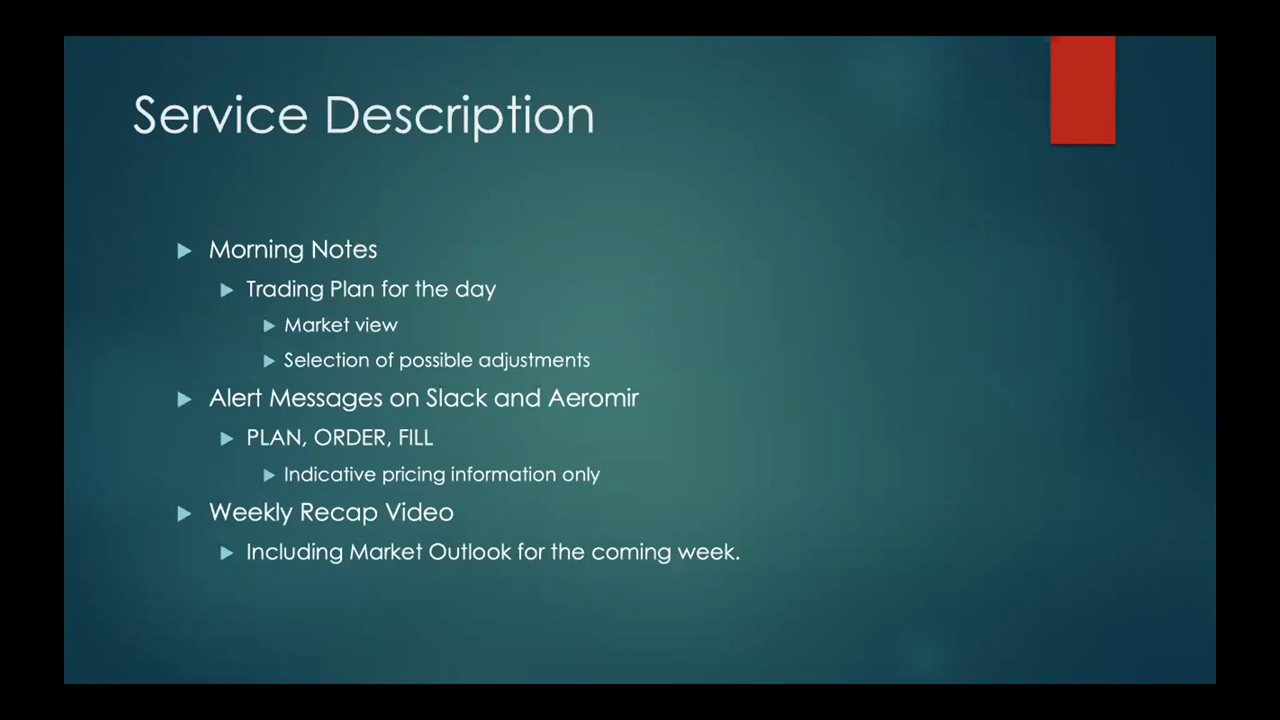 Service Description
Morning Notes
Trading Plan for the day
Market view
Selection of possible adjustments
Alert Messages on Slack and Aeromir
PLAN, ORDER, FILL
Indicative pricing information only
Weekly Recap Video
Including Market Outlook for the coming week.